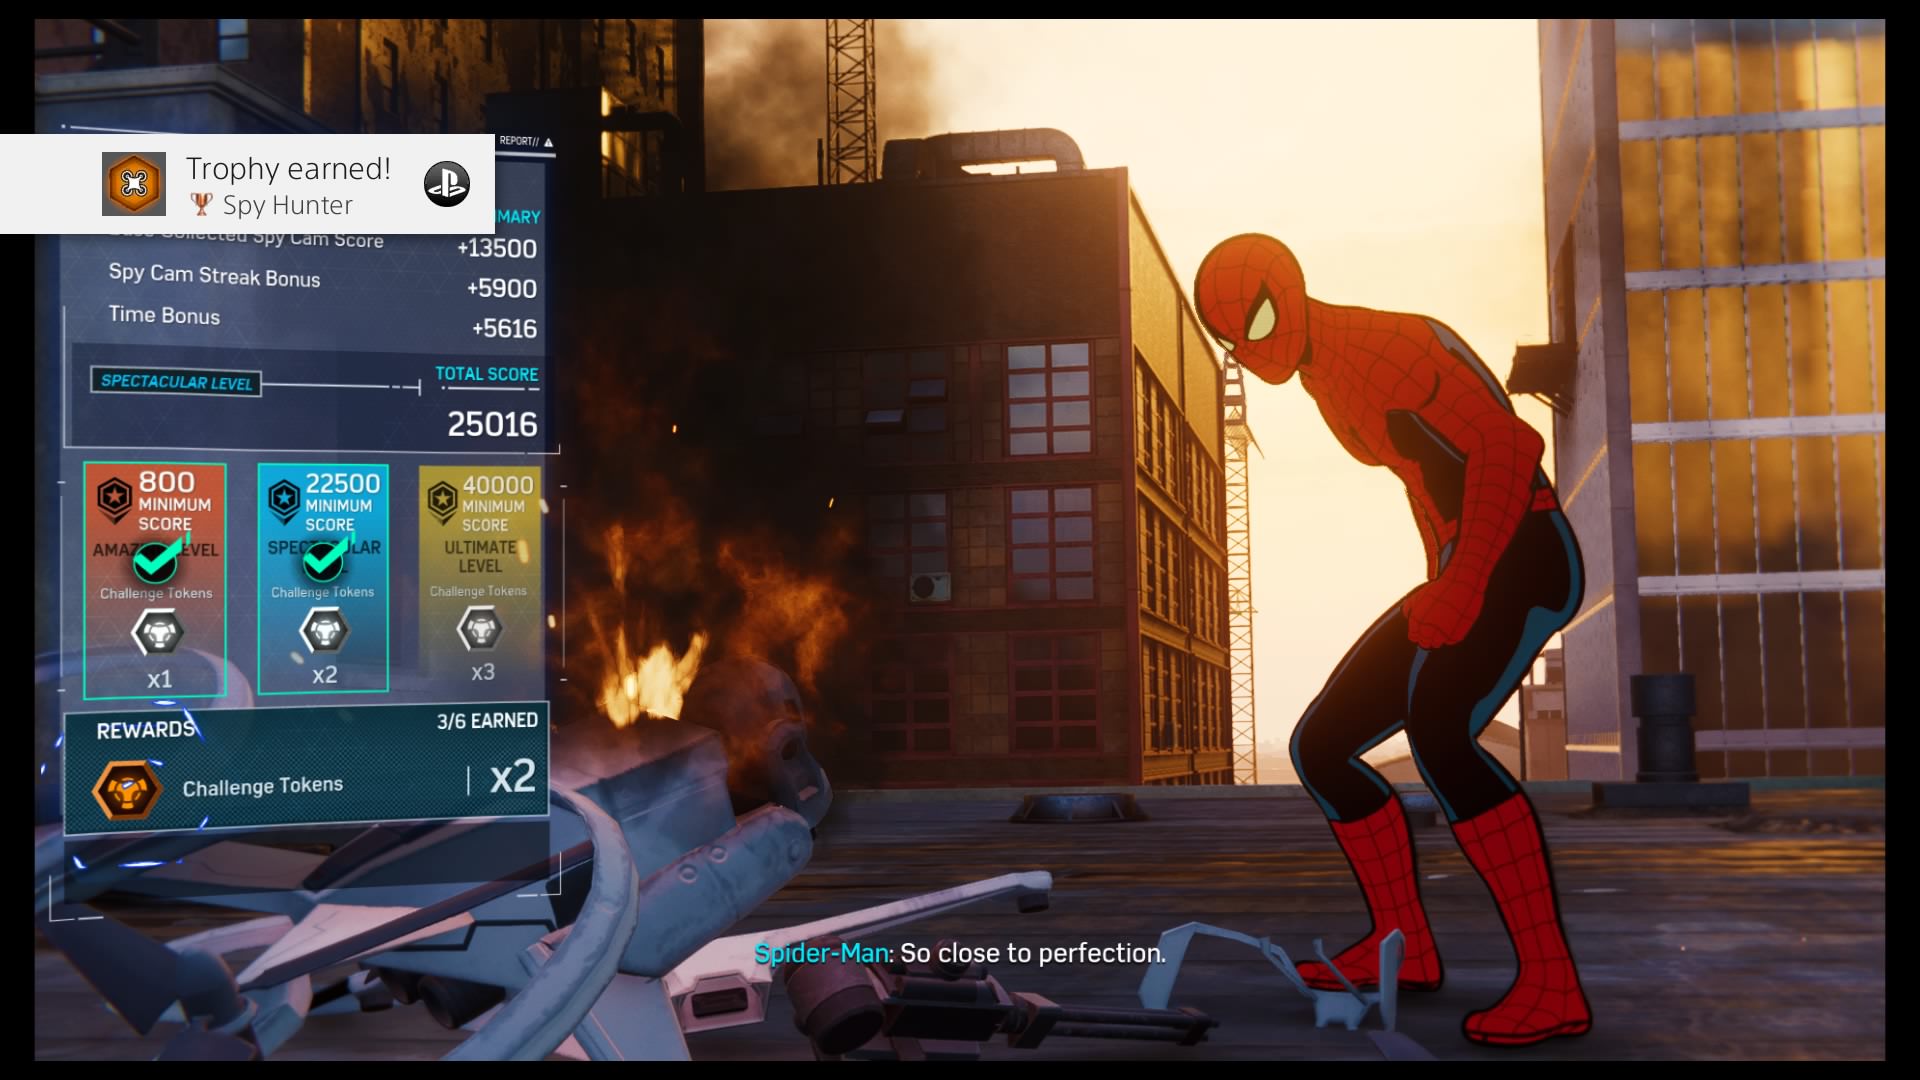 REPORT//
Trophy earned!
Spy Hunter
Collected Spy Cam Score +13500
Spy Cam Streak Bonus +5900
Time Bonus +5616
SPECTACULAR LEVEL
TOTAL SCORE
25016
800
MINIMUM
SCORE
Challenge Tokens
x1
22500
MINIMUM
SCORE
Challenge Tokens
x2
40000
MINIMUM
SCORE
ULTIMATE
LEVEL
Challenge Tokens
x3
REWARDS 3/6 EARNED
Challenge Tokens x2
Spider-Man: So close to perfection.